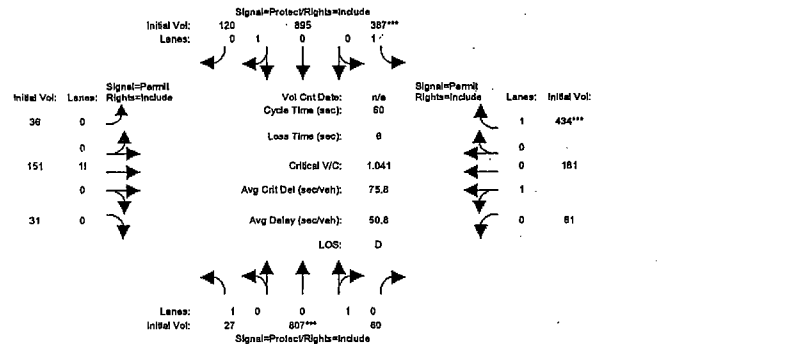 Signal=Protect/Rights=Include
Initial Vol: 120 895 387***
Lanes: 0 1 0 0 1
Initial Vol: Lanes: Signal=Permit Rights=Include
Vol Cnt Date: n/a
Signal=Permit Rights=Include Lanes: Initial Vol:
Cycle Time (sec): 60
36 0
1 434***
Loss Time (sec): 6
0
0
151 1!
Critical V/C: 1.041
0 181
0
Avg Crit Del (sec/veh): 75.8
1
31 0
Avg Delay (sec/veh): 50.8
0 61
LOS: D
Lanes: 1 0 0 1 0
Initial Vol: 27 807*** 60
Signal=Protect/Rights=Include